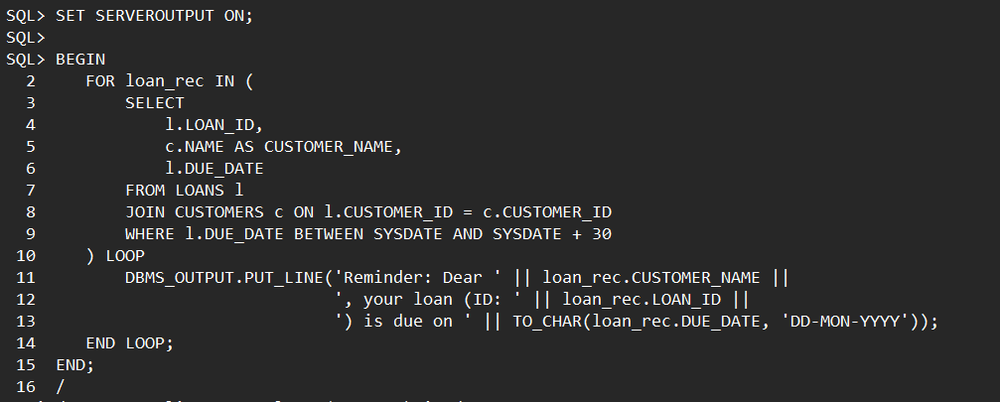 SQL> SET SERVEROUTPUT ON;
SQL>
SQL> BEGIN
  2     FOR loan_rec IN (
  3         SELECT
  4             l.LOAN_ID,
  5             c.NAME AS CUSTOMER_NAME,
  6             l.DUE_DATE
  7         FROM LOANS l
  8         JOIN CUSTOMERS c ON l.CUSTOMER_ID = c.CUSTOMER_ID
  9         WHERE l.DUE_DATE BETWEEN SYSDATE AND SYSDATE + 30
 10     ) LOOP
 11         DBMS_OUTPUT.PUT_LINE('Reminder: Dear ' || loan_rec.CUSTOMER_NAME ||
 12                              ', your loan (ID: ' || loan_rec.LOAN_ID ||
 13                              ') is due on ' || TO_CHAR(loan_rec.DUE_DATE, 'DD-MON-YYYY'));
 14     END LOOP;
 15  END;
 16  /